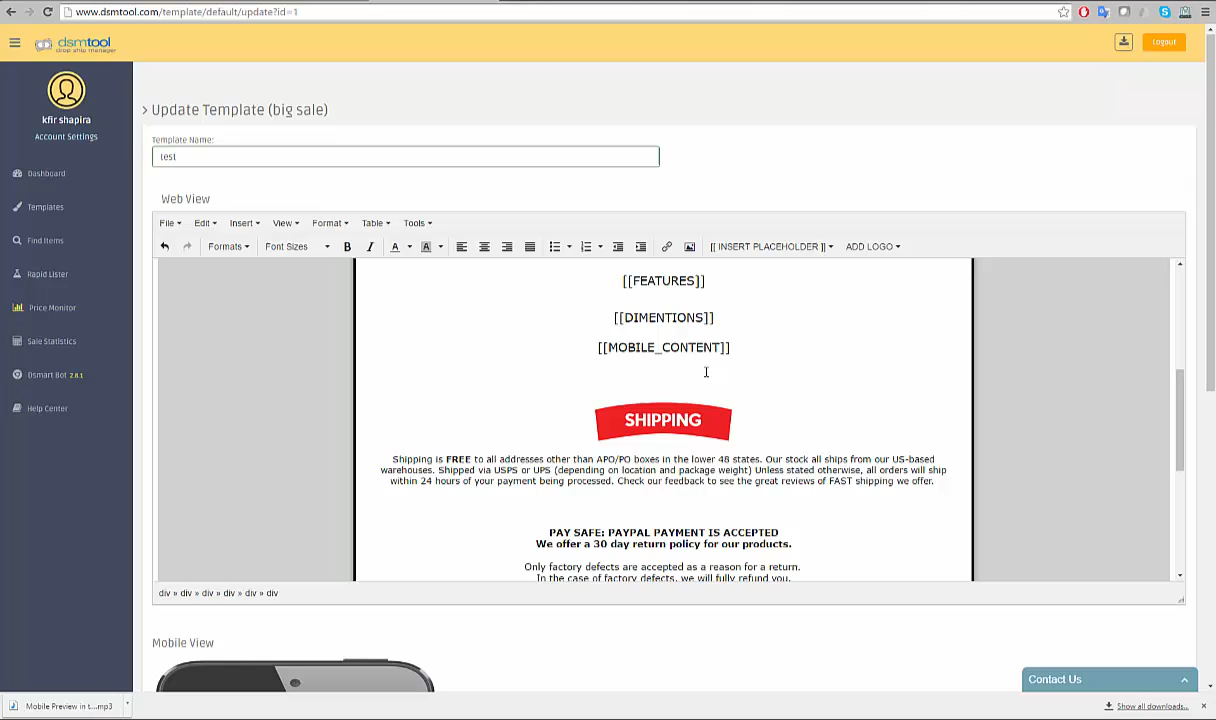 www.dsmtool.com/template/default/update?id=1
dsmtool
drop ship manager
Logout
kfir shapira
Account Settings
Dashboard
Templates
Find Items
Rapid Lister
Price Monitor
Sale Statistics
Dsmart Bot 2.8.1
Help Center
> Update Template (big sale)
Template Name:
test
Web View
File Edit Insert View Format Table Tools
Formats Font Sizes B I A A [[ INSERT PLACEHOLDER ]] ADD LOGO
[[FEATURES]]
[[DIMENTIONS]]
[[MOBILE_CONTENT]]
SHIPPING
Shipping is FREE to all addresses other than APO/PO boxes in the lower 48 states. Our stock all ships from our US-based
warehouses. Shipped via USPS or UPS (depending on location and package weight) Unless stated otherwise, all orders will ship
within 24 hours of your payment being processed. Check our feedback to see the great reviews of FAST shipping we offer.
PAY SAFE: PAYPAL PAYMENT IS ACCEPTED
We offer a 30 day return policy for our products.
Only factory defects are accepted as a reason for a return.
In the case of factory defects, we will fully refund you.
div » div » div » div » div » div
Mobile View
Contact Us
Mobile Preview in t....mp3
Show all downloads...